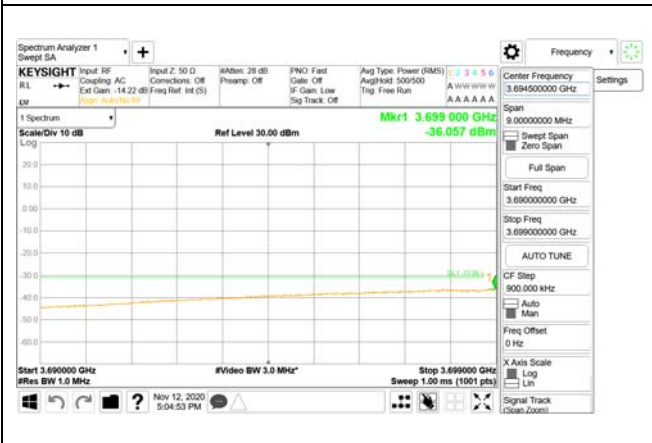 Spectrum Analyzer 1
Swept SA
+
Frequency
KEYSIGHT
Input: RF
Input Z: 50 Ω
#Atten: 28 dB
PNO: Fast
Avg Type: Power (RMS)
1 2 3 4 5 6
RL
Coupling: AC
Corrections: Off
Preamp: Off
Gate: Off
Avg|Hold: 500/500
A W W W W W
Ext Gain: -14.22 dB
Freq Ref: Int (S)
IF Gain: Low
Trig: Free Run
Align: Auto/No RF
Sig Track: Off
A A A A A A
Center Frequency
3.694500000 GHz
Settings
Span
9.00000000 MHz
Swept Span
Zero Span
Full Span
Start Freq
3.690000000 GHz
Stop Freq
3.699000000 GHz
AUTO TUNE
CF Step
900.000 kHz
Auto
Man
Freq Offset
0 Hz
X Axis Scale
Log
Lin
Signal Track
(Span Zoom)
1 Spectrum
Mkr1 3.699 000 GHz
Scale/Div 10 dB
Ref Level 30.00 dBm
-36.057 dBm
Log
20.0
10.0
0.00
-10.0
-20.0
-30.0
1
-40.0
-50.0
-60.0
Start 3.690000 GHz
#Video BW 3.0 MHz*
Stop 3.699000 GHz
#Res BW 1.0 MHz
Sweep 1.00 ms (1001 pts)
?
Nov 12, 2020
5:04:53 PM